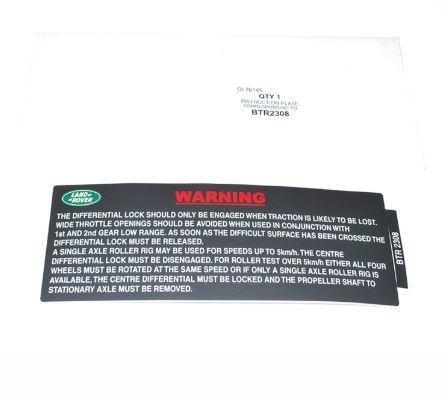 GI 76145
QTY 1
INSTRUCTION PLATE
CORRESPONDING TO
BTR2308
LAND-
-ROVER
WARNING
THE DIFFERENTIAL LOCK SHOULD ONLY BE ENGAGED WHEN TRACTION IS LIKELY TO BE LOST.
WIDE THROTTLE OPENINGS SHOULD BE AVOIDED WHEN USED IN CONJUNCTION WITH
1st AND 2nd GEAR LOW RANGE. AS SOON AS THE DIFFICULT SURFACE HAS BEEN CROSSED THE
DIFFERENTIAL LOCK MUST BE RELEASED.
A SINGLE AXLE ROLLER RIG MAY BE USED FOR SPEEDS UP TO 5km/h. THE CENTRE
DIFFERENTIAL LOCK MUST BE DISENGAGED. FOR ROLLER TEST OVER 5km/h EITHER ALL FOUR
WHEELS MUST BE ROTATED AT THE SAME SPEED OR IF ONLY A SINGLE AXLE ROLLER RIG IS
AVAILABLE, THE CENTRE DIFFERENTIAL MUST BE LOCKED AND THE PROPELLER SHAFT TO
STATIONARY AXLE MUST BE REMOVED.
BTR 2308